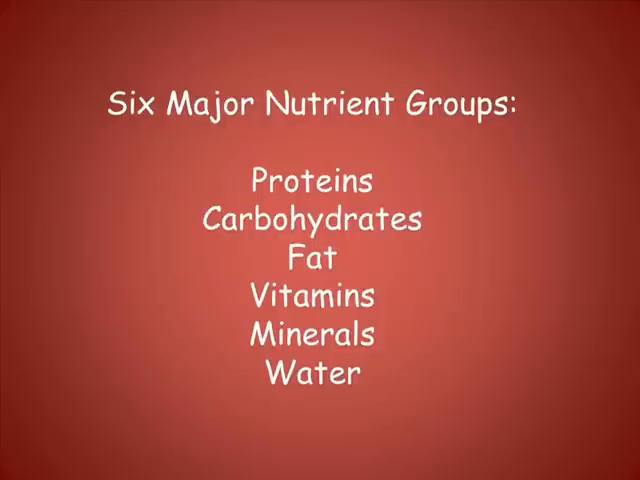 Six Major Nutrient Groups:
Proteins
Carbohydrates
Fat
Vitamins
Minerals
Water